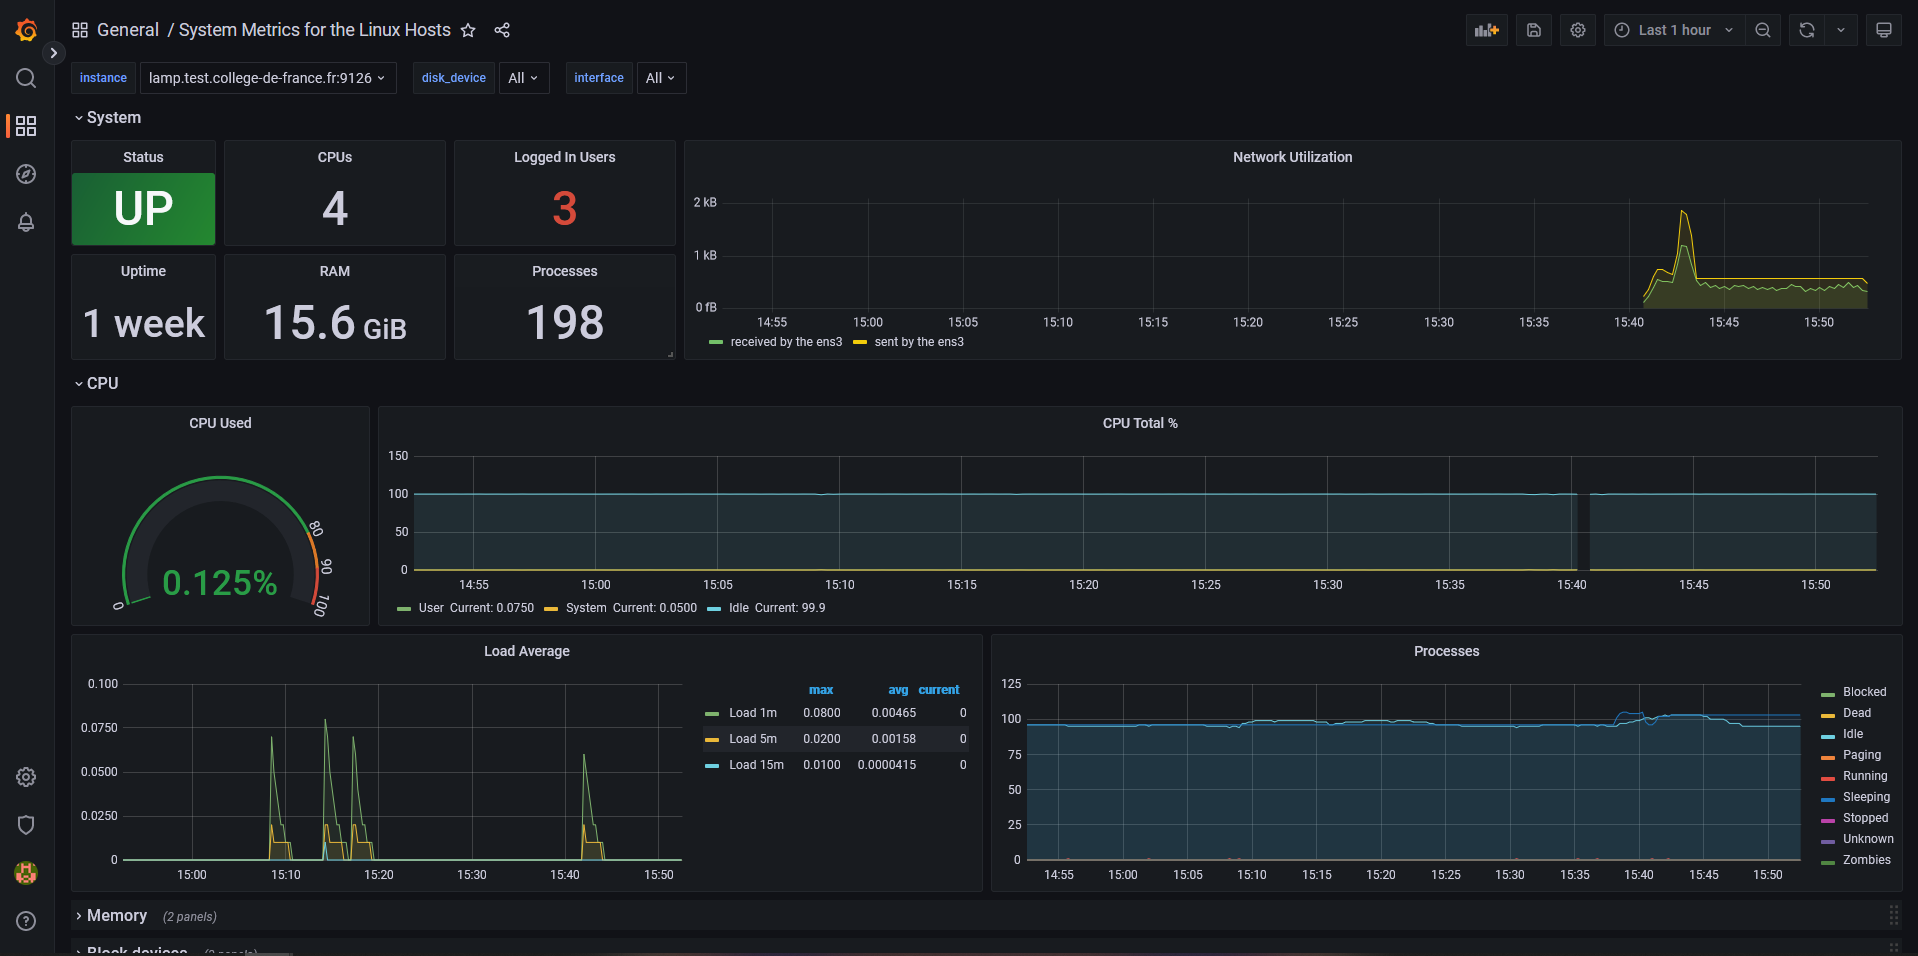 General / System Metrics for the Linux Hosts
Last 1 hour
instance lamp.test.college-de-france.fr:9126 disk_device All interface All
System
Status
UP
CPUs
4
Logged In Users
3
Uptime
1 week
RAM
15.6 GiB
Processes
198
Network Utilization
2 kB
1 kB
0 fB
14:55 15:00 15:05 15:10 15:15 15:20 15:25 15:30 15:35 15:40 15:45 15:50
received by the ens3 sent by the ens3
CPU
CPU Used
0 80 90 100
0.125%
CPU Total %
150
100
50
0
14:55 15:00 15:05 15:10 15:15 15:20 15:25 15:30 15:35 15:40 15:45 15:50
User Current: 0.0750 System Current: 0.0500 Idle Current: 99.9
Load Average
0.100
0.0750
0.0500
0.0250
0
15:00 15:10 15:20 15:30 15:40 15:50
max avg current
Load 1m 0.0800 0.00465 0
Load 5m 0.0200 0.00158 0
Load 15m 0.0100 0.0000415 0
Processes
125
100
75
50
25
0
14:55 15:00 15:05 15:10 15:15 15:20 15:25 15:30 15:35 15:40 15:45 15:50
Blocked
Dead
Idle
Paging
Running
Sleeping
Stopped
Unknown
Zombies
Memory (2 panels)
Block devices